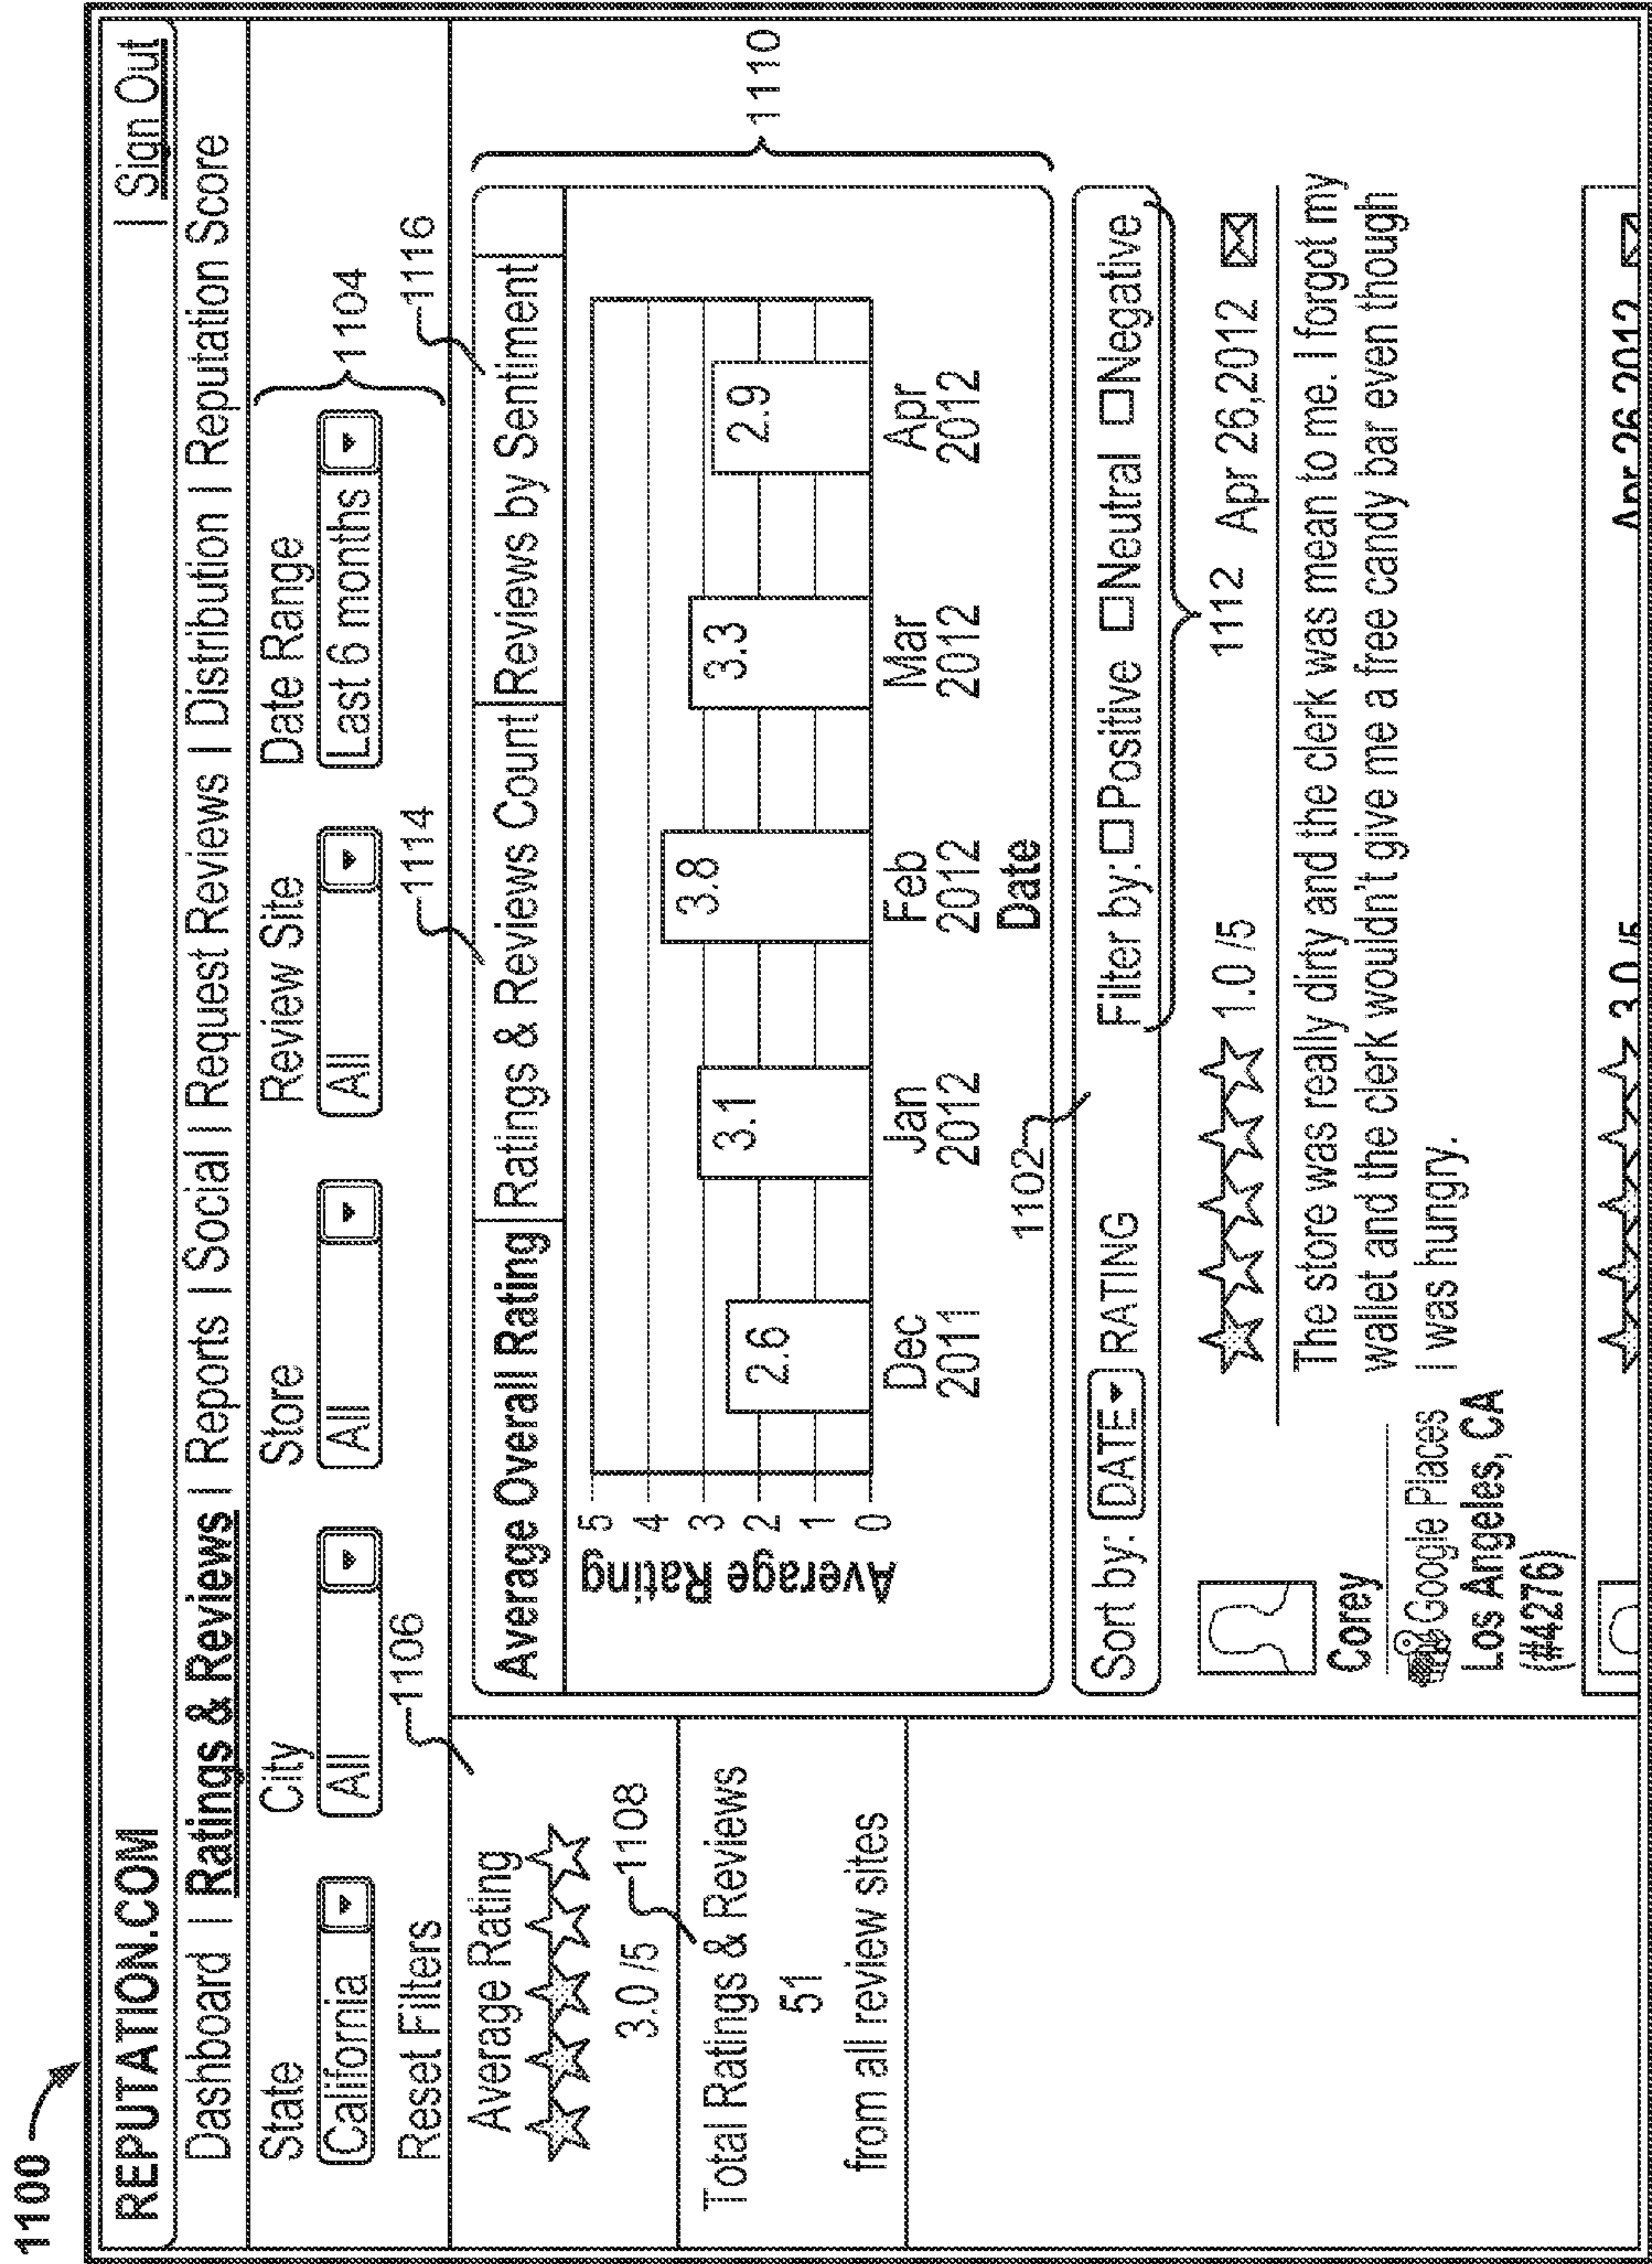 1100
REPUTATION.COM | Sign Out
Dashboard | Ratings & Reviews | Reports | Social | Request Reviews | Distribution | Reputation Score
State City Store Review Site Date Range
California All All All Last 6 months 1104
Reset Filters 1106 1114 1116
Average Rating
3.0 /5
1108
Total Ratings & Reviews
51
from all review sites
Average Overall Rating Ratings & Reviews Count Reviews by Sentiment
1110
Average Rating
5
4
3
2
1
0
2.6 3.1 3.8 3.3 2.9
Dec Jan Feb Mar Apr
2011 2012 2012 2012 2012
Date
1102
Sort by: DATE RATING Filter by: Positive Neutral Negative
1112
1.0 /5 Apr 26,2012
Corey
Google Places
Los Angeles, CA
(#4276)
The store was really dirty and the clerk was mean to me. I forgot my
wallet and the clerk wouldn't give me a free candy bar even though
i was hungry.
3.0 /5 Apr 26 2012